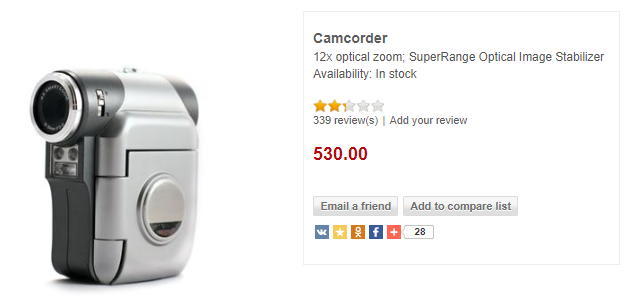 Camcorder
12x optical zoom; SuperRange Optical Image Stabilizer
Availability: In stock
339 review(s) | Add your review
530.00
Email a friend
Add to compare list
28